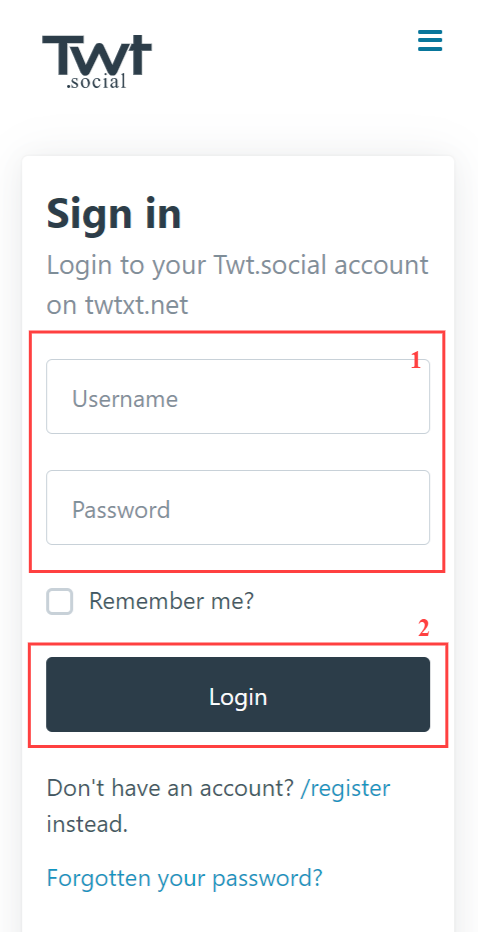 Twt
.social
Sign in
Login to your Twt.social account
on twtxt.net
1
Username
Password
Remember me?
2
Login
Don't have an account? /register
instead.
Forgotten your password?